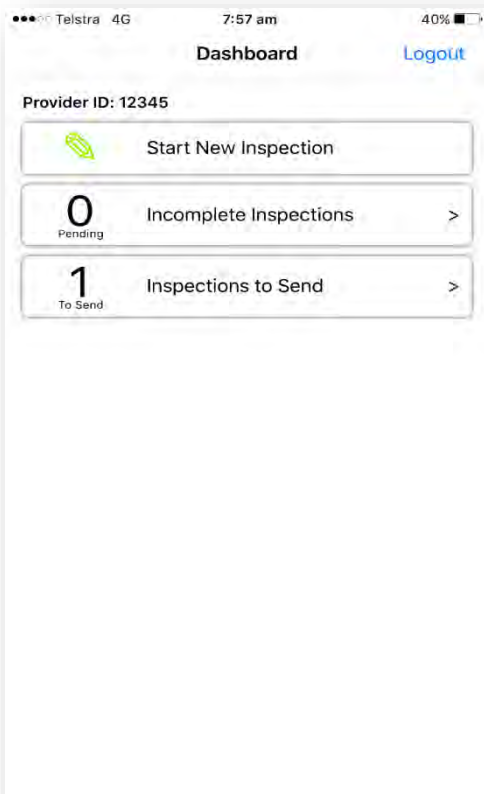 Telstra 4G 7:57 am 40%
Dashboard Logout
Provider ID: 12345
Start New Inspection
0 Incomplete Inspections >
Pending
1 Inspections to Send >
To Send